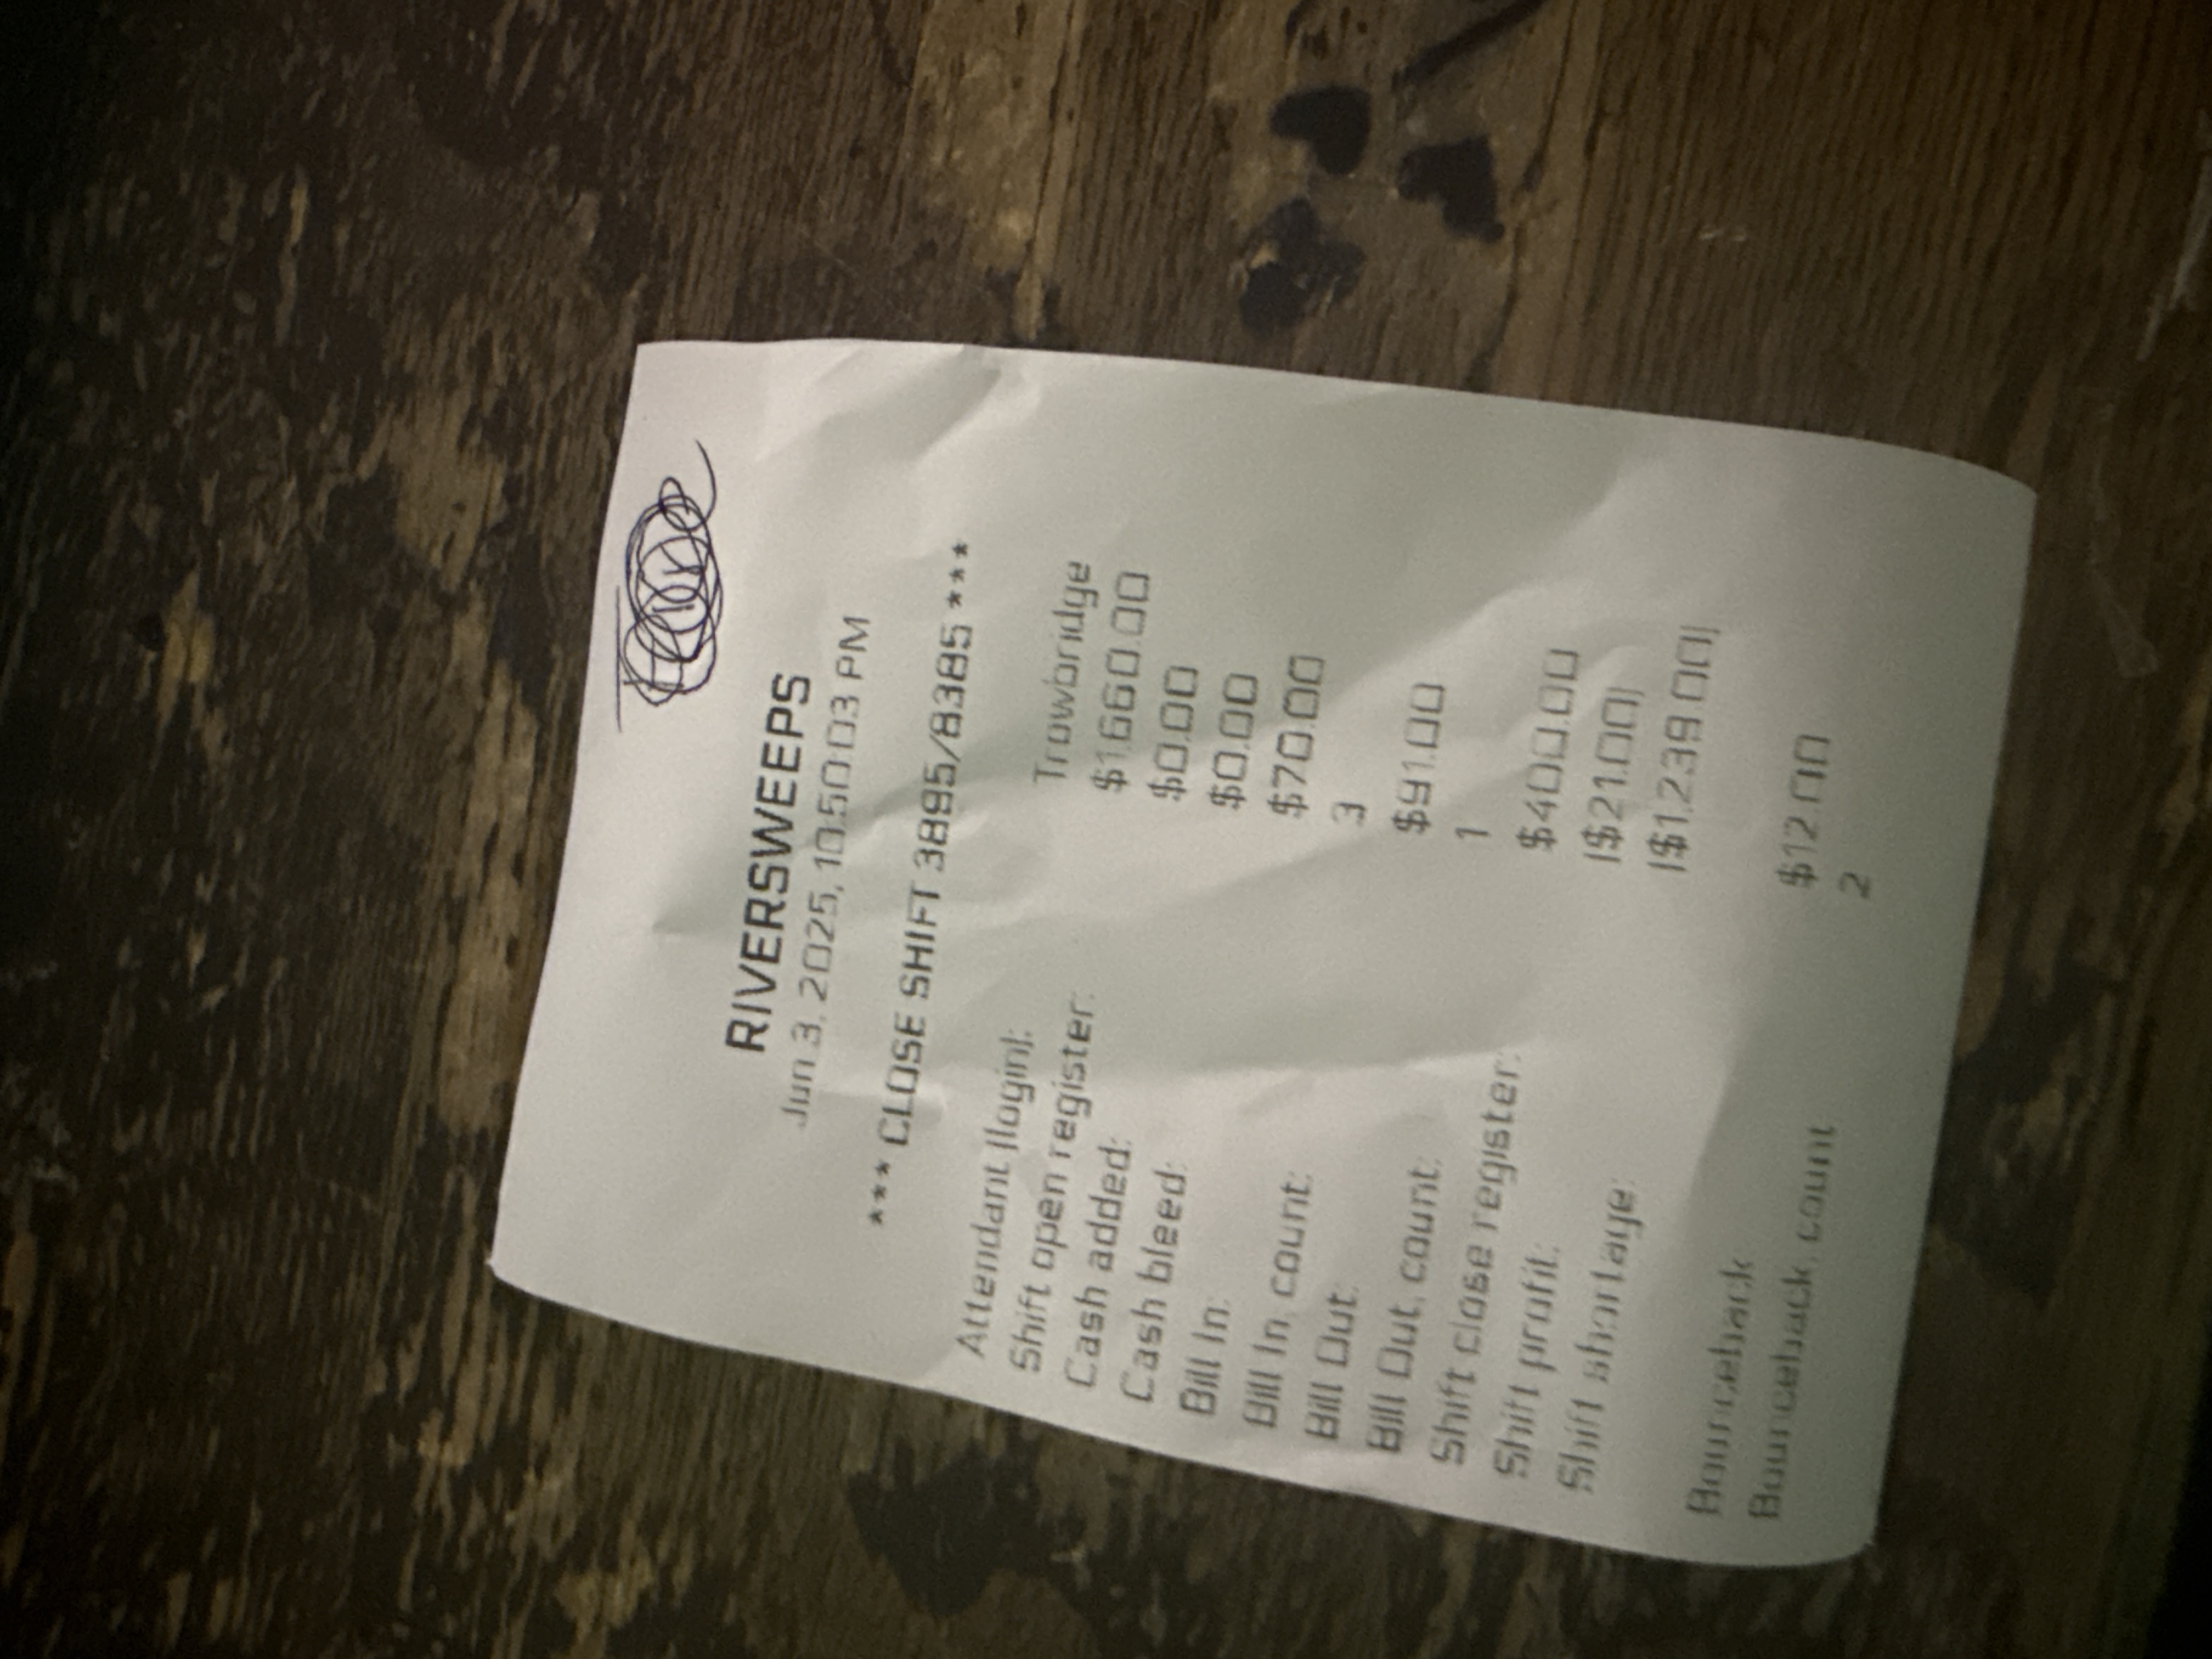 RIVERSWEEPS
Jun 3, 2025, 10:50:03 PM
**** CLOSE SHIFT 3895/8385 ****
Attendant (login): Trowbridge
Shift open register: $1,660.00
Cash added: $0.00
Cash bleed: $0.00
Bill In: $70.00
Bill In, count: 3
Bill Out: $91.00
Bill Out, count: 1
Shift close register: $400.00
Shift profit: ($21.00)
Shift shortage: ($1,239.00)
Bounceback $12.00
Bounceback, count 2